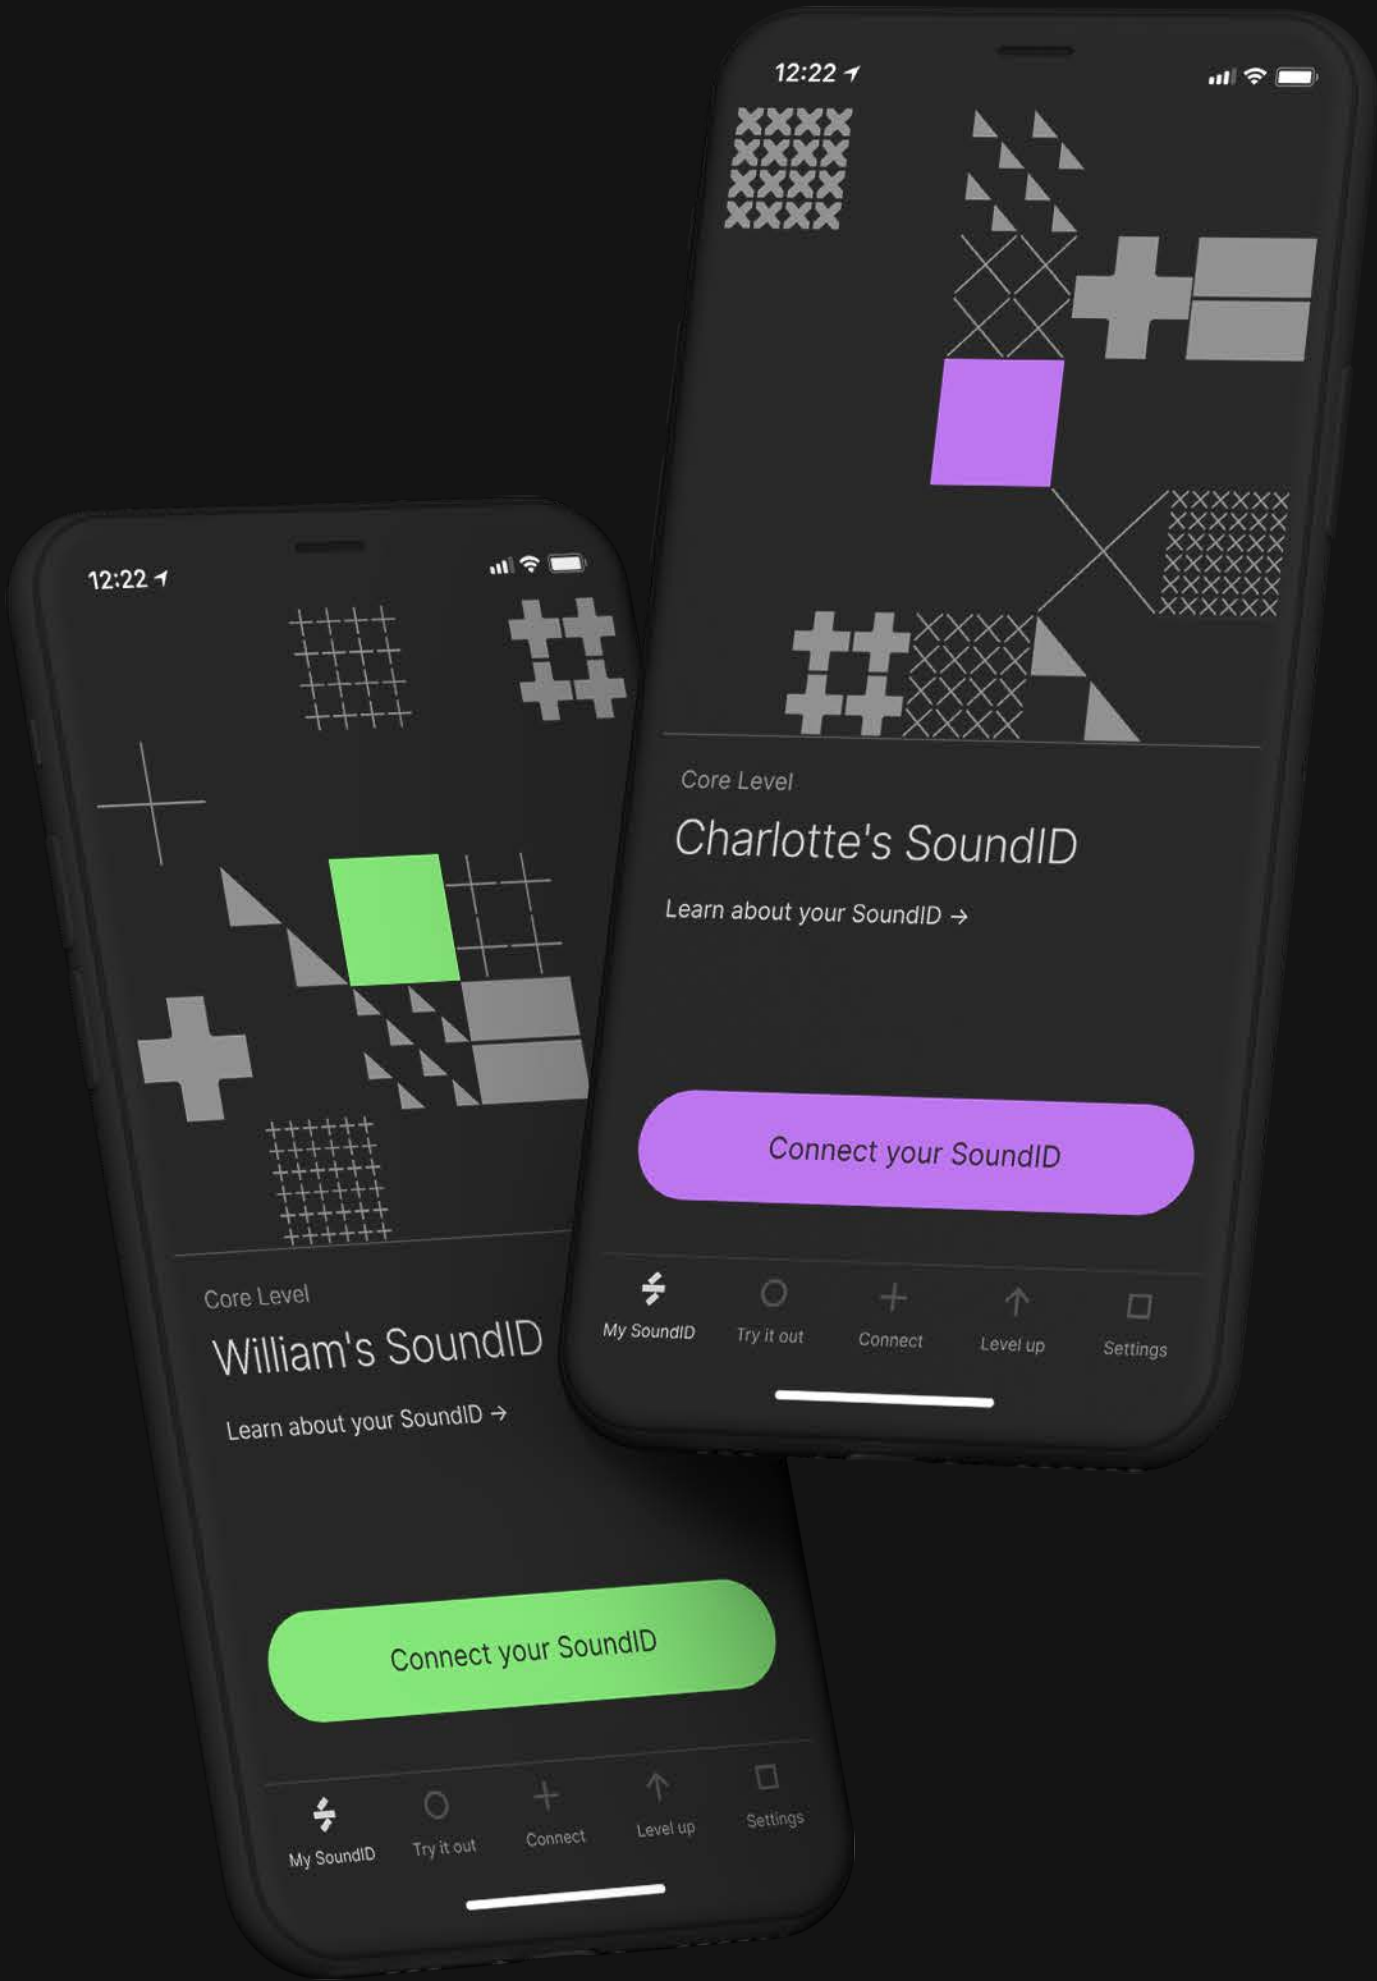 12:22
Core Level
Charlotte's SoundID
Learn about your SoundID →
Connect your SoundID
My SoundID
Try it out
Connect
Level up
Settings
12:22
Core Level
William's SoundID
Learn about your SoundID →
Connect your SoundID
My SoundID
Try it out
Connect
Level up
Settings